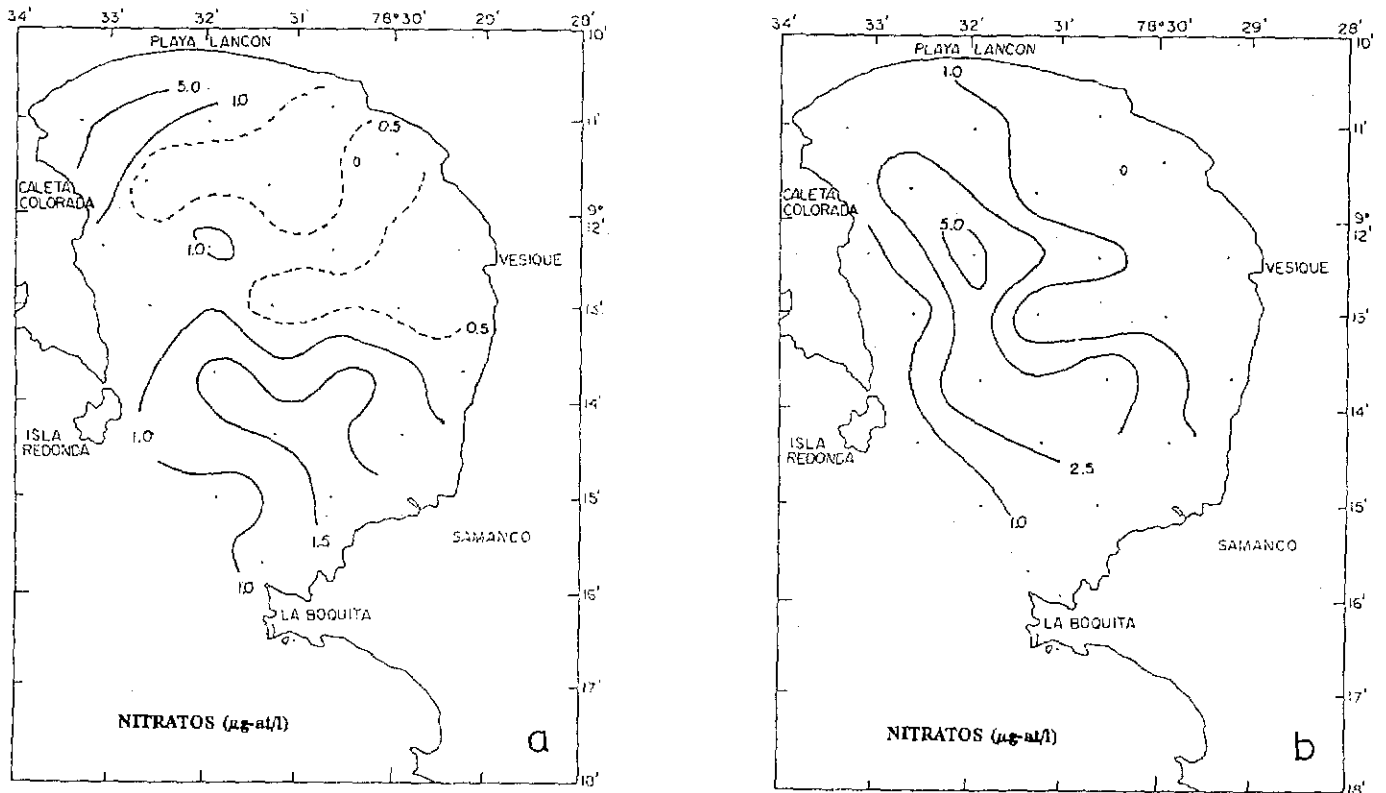 34' 32' 31' 78°30' 29' 28'
10'
PLAYA LANCON
5.0
1.0
11'
0.5
0
CALETA
COLORADA
9°
12'
1.0
VESIQUE
13'
0.5
14'
1.0
ISLA
REDONDA
15'
1.5
SAMANCO
1.0
16'
LA BOQUITA
17'
NITRATOS (µg-at/l)
a
18'
34' 33' 32' 31' 78°30' 29' 28'
10'
PLAYA LANCON
1.0
11'
0
CALETA
COLORADA
9°
12'
5.0
VESIQUE
13'
14'
ISLA
REDONDA
2.5
15'
1.0
SAMANCO
16'
LA BOQUITA
17'
NITRATOS (µg-at/l)
b
18'